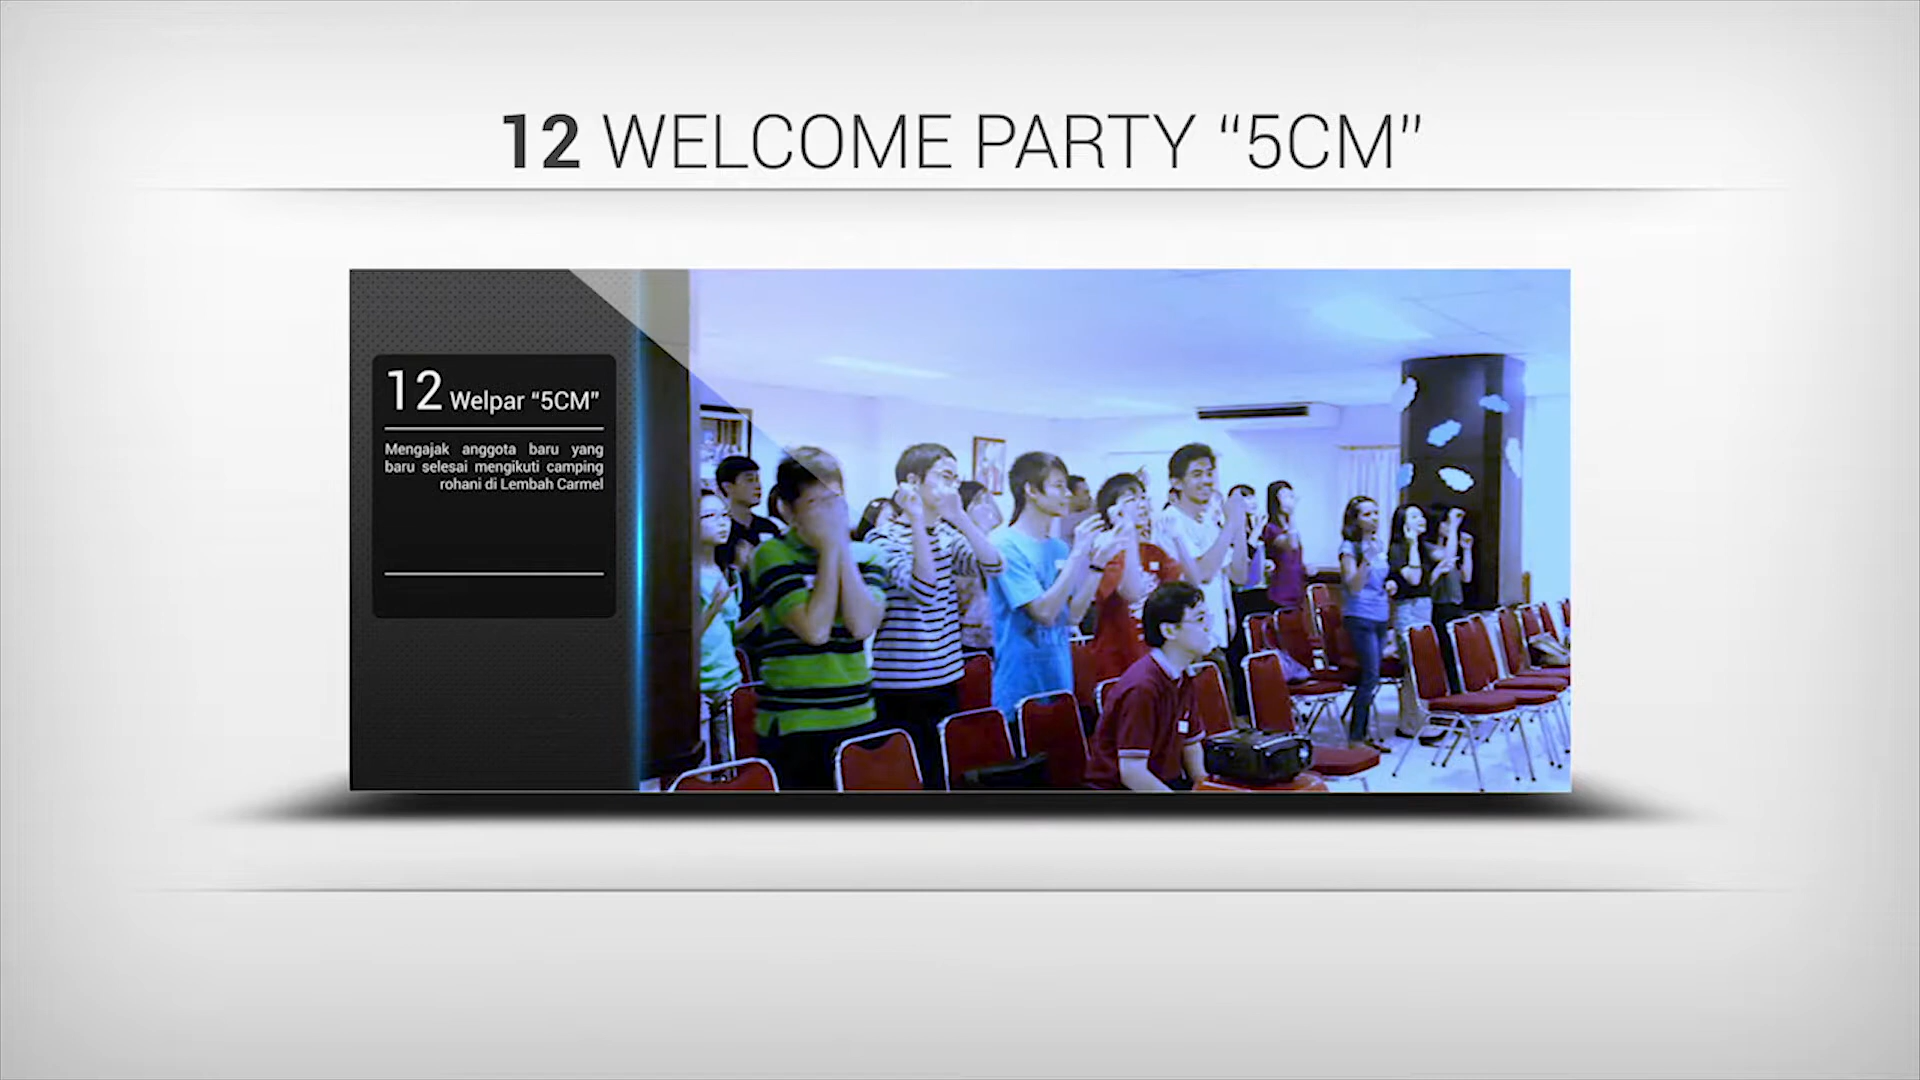 12 WELCOME PARTY “5CM”
12 Welpar “5CM”
Mengajak anggota baru yang
baru selesai mengikuti camping
rohani di Lembah Carmel